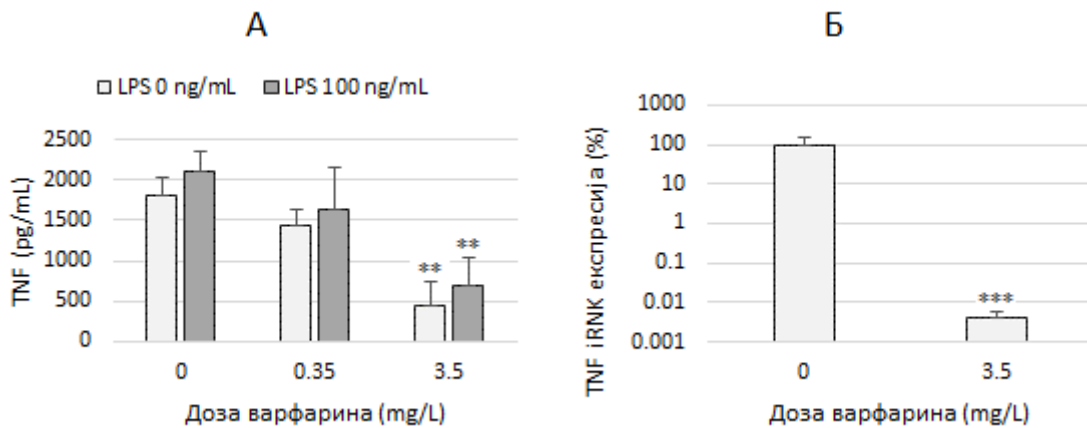 А
LPS 0 ng/mL
LPS 100 ng/mL
TNF (pg/mL)
2500
2000
1500
1000
500
0
**
**
0
0.35
3.5
Доза варфарина (mg/L)
Б
TNF iRNK експресија (%)
1000
100
10
1
0.1
0.01
0.001
***
0
3.5
Доза варфарина (mg/L)